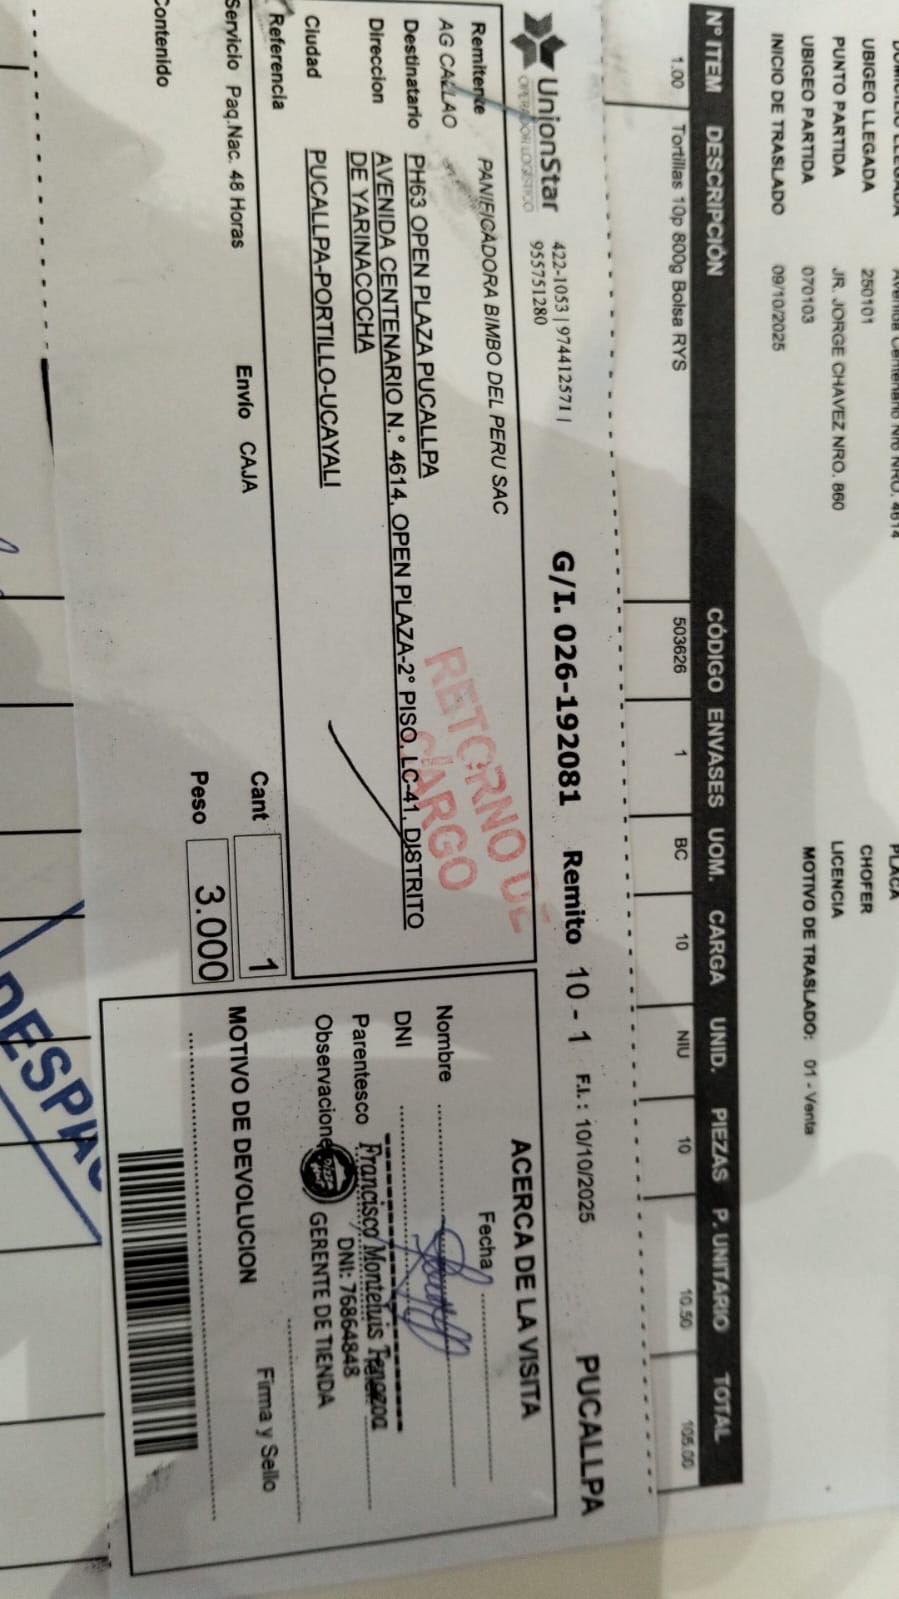 UBIGEO LLEGADA 250101 CHOFER
PUNTO PARTIDA JR. JORGE CHAVEZ NRO. 860 LICENCIA
UBIGEO PARTIDA 070103 MOTIVO DE TRASLADO: 01 - Venta
INICIO DE TRASLADO 09/10/2025
N° ITEM DESCRIPCIÓN CÓDIGO ENVASES UOM. CARGA UNID. PIEZAS P. UNITARIO TOTAL
1.00 Tortillas 10p 800g Bolsa RYS 503626 1 BC 10 NIU 10 10.50 105.00
UnionStar
OPERADOR LOGISTICO
422-1053 | 974412571 |
955751280
G/I. 026-192081 Remito 10 - 1 F.I. : 10/10/2025 PUCALLPA
Remitente PANIFICADORA BIMBO DEL PERU SAC
AG CALLAO
Destinatario PH63 OPEN PLAZA PUCALLPA
Direccion AVENIDA CENTENARIO N.° 4614, OPEN PLAZA-2° PISO, LC-41, DISTRITO
DE YARINACOCHA
Ciudad PUCALLPA-PORTILLO-UCAYALI
Referencia
RETORNO DE
CARGO
Servicio Paq.Nac. 48 Horas Envío CAJA
Cant 1
Peso 3.000
Contenido
ACERCA DE LA VISITA
Fecha
Nombre
DNI
Parentesco
Observacione
Francisco Monteluis
DNI: 76864848
GERENTE DE TIENDA
MOTIVO DE DEVOLUCION
Firma y Sello